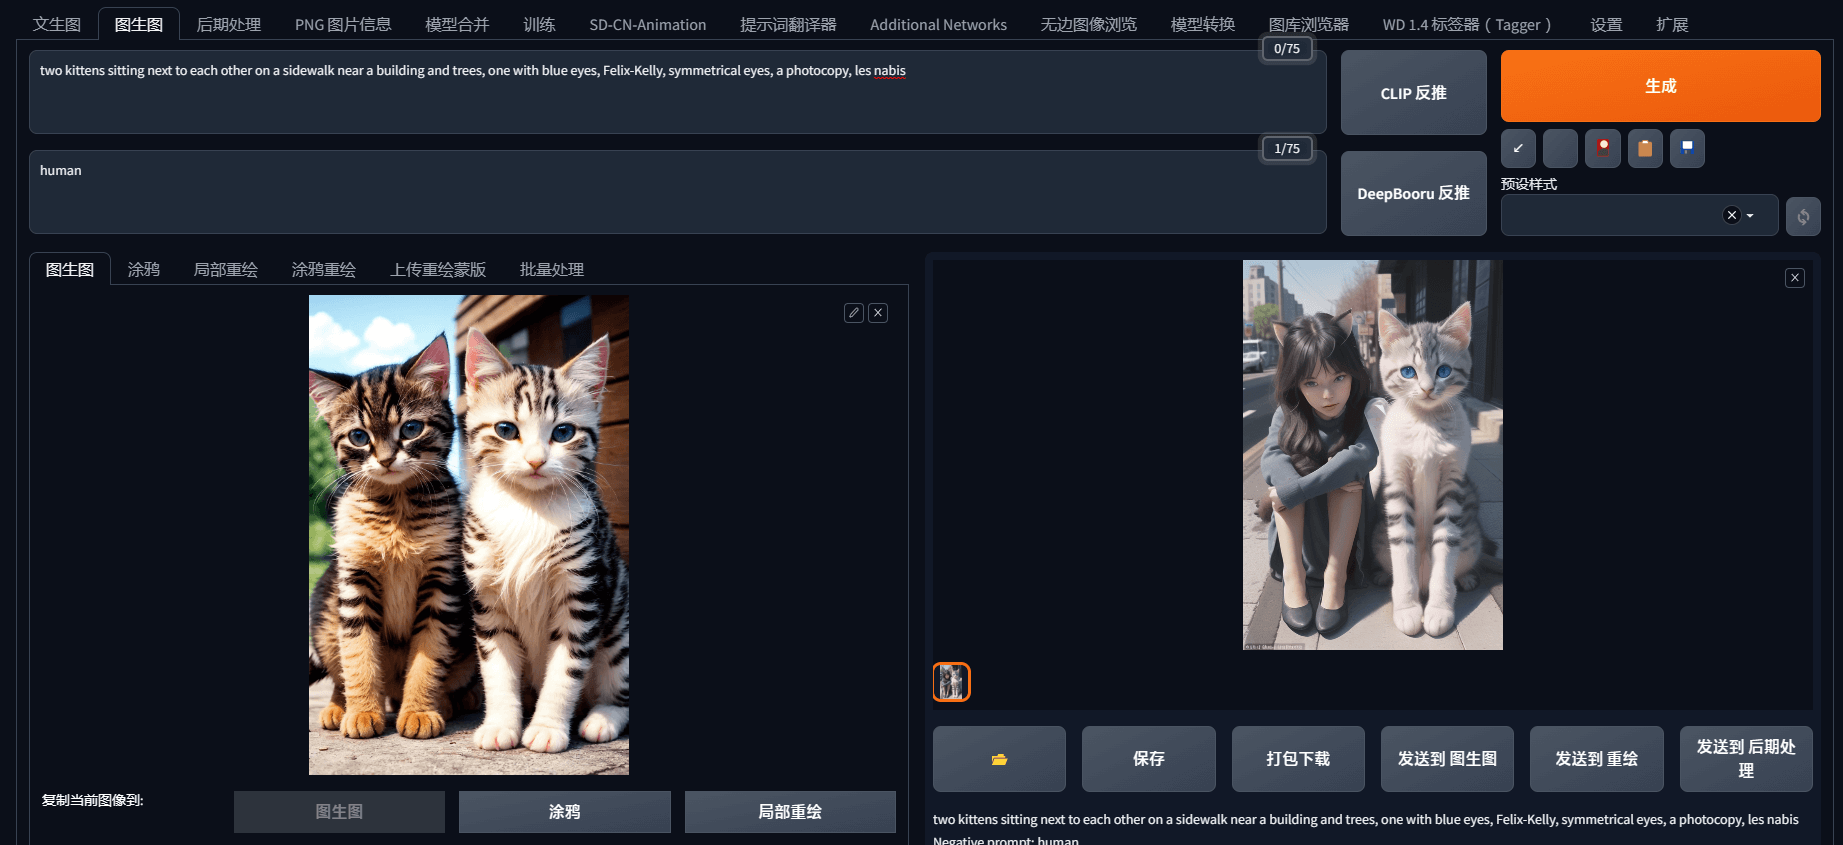 文生图
图生图
后期处理
PNG 图片信息
模型合并
训练
SD-CN-Animation
提示词翻译器
Additional Networks
无边图像浏览
模型转换
图库浏览器
WD 1.4 标签器 ( Tagger )
设置
扩展
0/75
two kittens sitting next to each other on a sidewalk near a building and trees, one with blue eyes, Felix-Kelly, symmetrical eyes, a photocopy, les nabis
CLIP 反推
生成
1/75
human
DeepBooru 反推
预设样式
图生图
涂鸦
局部重绘
涂鸦重绘
上传重绘蒙版
批量处理
复制当前图像到:
图生图
涂鸦
局部重绘
保存
打包下载
发送到 图生图
发送到 重绘
发送到 后期处
理
two kittens sitting next to each other on a sidewalk near a building and trees, one with blue eyes, Felix-Kelly, symmetrical eyes, a photocopy, les nabis
Negative prompt: human